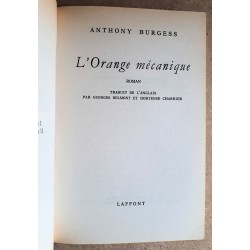 ANTHONY BURGESS
L'Orange mécanique
ROMAN
TRADUIT DE L'ANGLAIS
PAR GEORGES BELMONT ET HORTENSE CHABRIER
LAFFONT